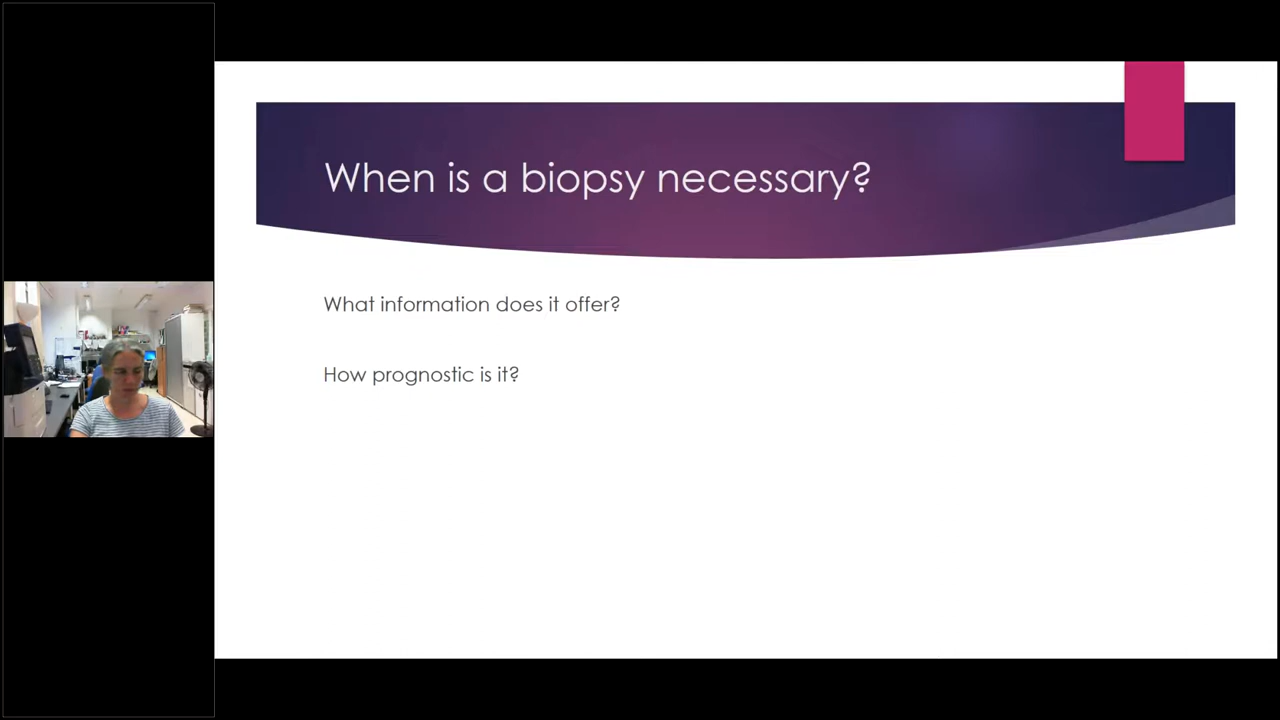 When is a biopsy necessary?
What information does it offer?
How prognostic is it?